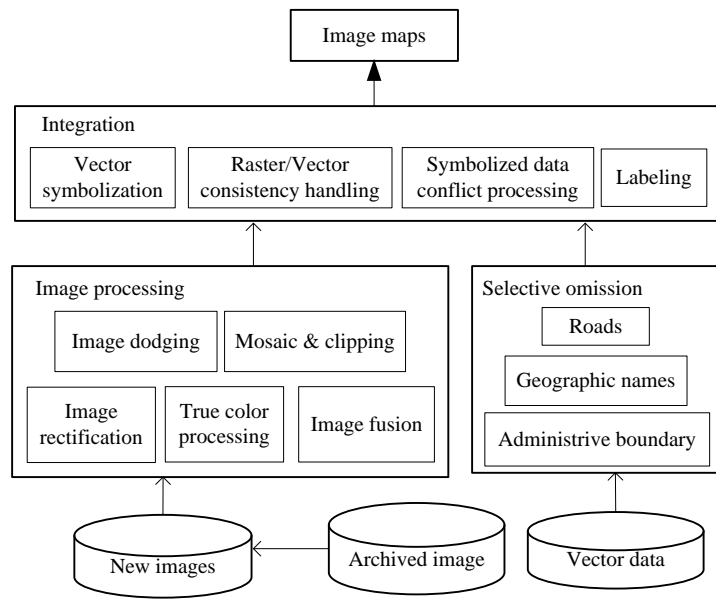 Image maps
Integration
Vector
symbolization
Raster/Vector
consistency handling
Symbolized data
conflict processing
Labeling
Image processing
Image dodging
Mosaic & clipping
Image
rectification
True color
processing
Image fusion
Selective omission
Roads
Geographic names
Administrive boundary
New images
Archived image
Vector data